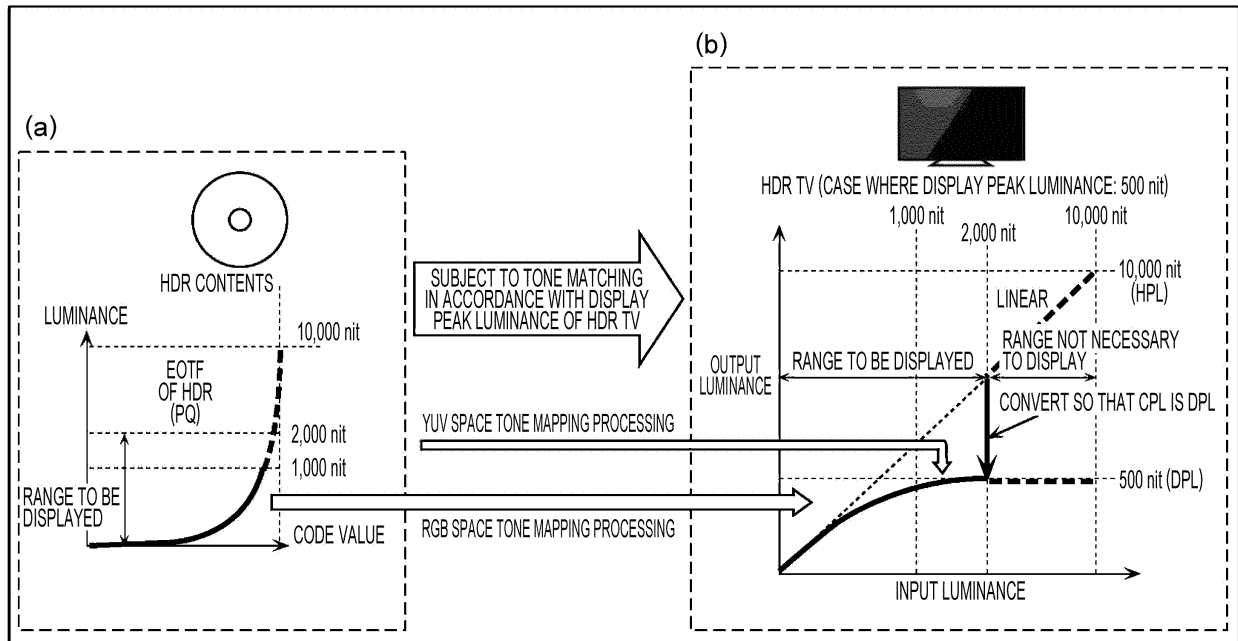 (a)
HDR CONTENTS
LUMINANCE
10,000 nit
EOTF
OF HDR
(PQ)
2,000 nit
1,000 nit
RANGE TO BE
DISPLAYED
CODE VALUE
SUBJECT TO TONE MATCHING
IN ACCORDANCE WITH DISPLAY
PEAK LUMINANCE OF HDR TV
YUV SPACE TONE MAPPING PROCESSING
RGB SPACE TONE MAPPING PROCESSING
(b)
HDR TV (CASE WHERE DISPLAY PEAK LUMINANCE: 500 nit)
1,000 nit
10,000 nit
2,000 nit
10,000 nit
(HPL)
LINEAR
RANGE NOT NECESSARY
TO DISPLAY
RANGE TO BE DISPLAYED
OUTPUT
LUMINANCE
CONVERT SO THAT CPL IS DPL
500 nit (DPL)
INPUT LUMINANCE